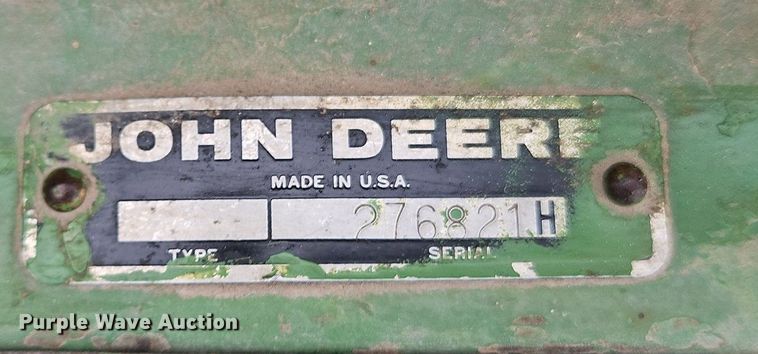 JOHN DEERE
MADE IN U.S.A.
276821H
TYPE SERIAL
Purple Wave Auction